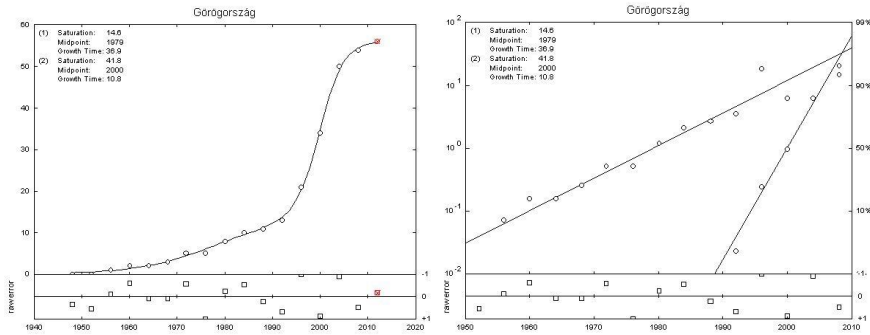 Görögország
(1) Saturation: 14.6
Midpoint: 1979
Growth Time: 36.9
(2) Saturation: 41.8
Midpoint: 2000
Growth Time: 10.8
60
50
40
30
20
10
0
-1
0
+1
rawerror
1940 1950 1960 1970 1980 1990 2000 2010 2020
Görögország
(1) Saturation: 14.6
Midpoint: 1979
Growth Time: 36.9
(2) Saturation: 41.8
Midpoint: 2000
Growth Time: 10.8
10^2
10^1
10^0
10^-1
10^-2
99%
90%
50%
10%
-1%
0
+1
rawerror
1950 1960 1970 1980 1990 2000 2010